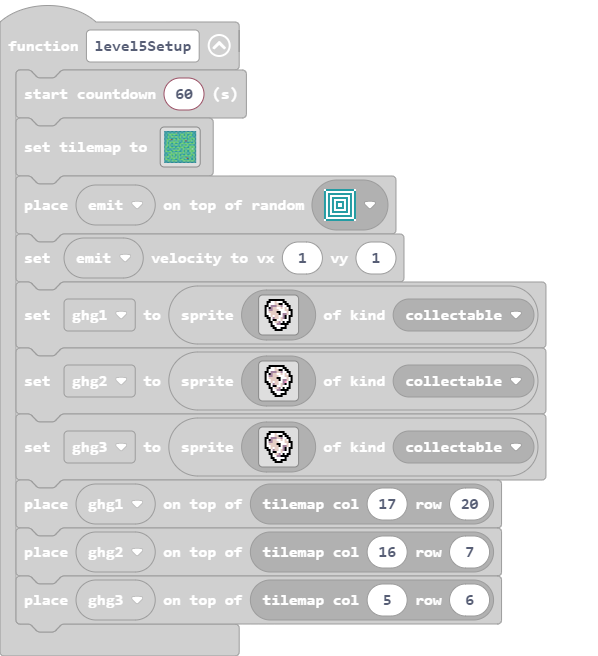 function level5Setup
start countdown 60 (s)
set tilemap to
place emit on top of random
set emit velocity to vx 1 vy 1
set ghg1 to sprite of kind collectable
set ghg2 to sprite of kind collectable
set ghg3 to sprite of kind collectable
place ghg1 on top of tilemap col 17 row 20
place ghg2 on top of tilemap col 16 row 7
place ghg3 on top of tilemap col 5 row 6